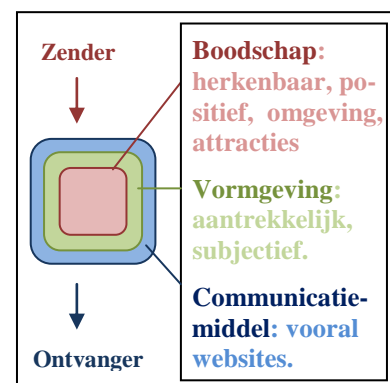 Zender
Ontvanger
Boodschap:
herkenbaar, po-
sitief, omgeving,
attracties
Vormgeving:
aantrekkelijk,
subjectief.
Communicatie-
middel: vooral
websites.